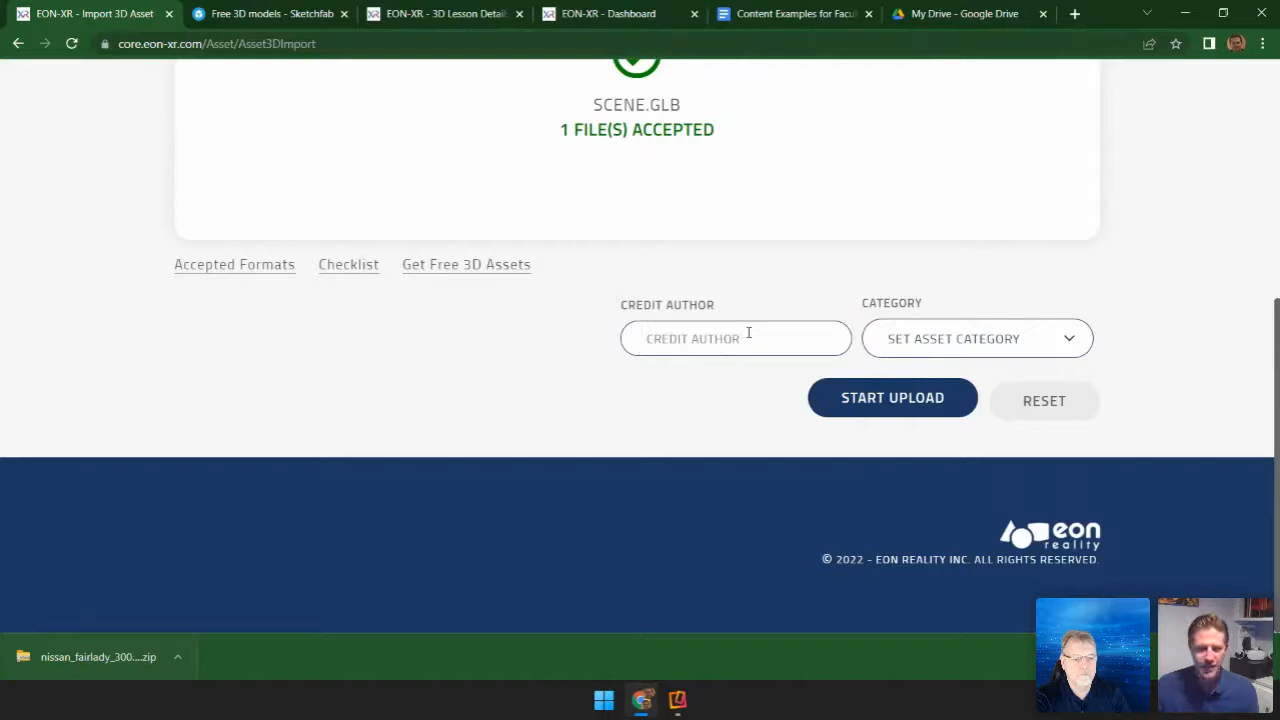 EON-XR - Import 3D Asset
Free 3D models - Sketchfab
EON-XR - 3D Lesson Detail
EON-XR - Dashboard
Content Examples for Facul
My Drive - Google Drive
core.eon-xr.com/Asset/Asset3DImport
SCENE.GLB
1 FILE(S) ACCEPTED
Accepted Formats
Checklist
Get Free 3D Assets
CREDIT AUTHOR
CATEGORY
CREDIT AUTHOR
SET ASSET CATEGORY
START UPLOAD
RESET
eon
reality
© 2022 - EON REALITY INC. ALL RIGHTS RESERVED.
nissan_fairlady_300....zip